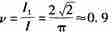 ν = I₁/I = 2√2/π ≈ 0.9